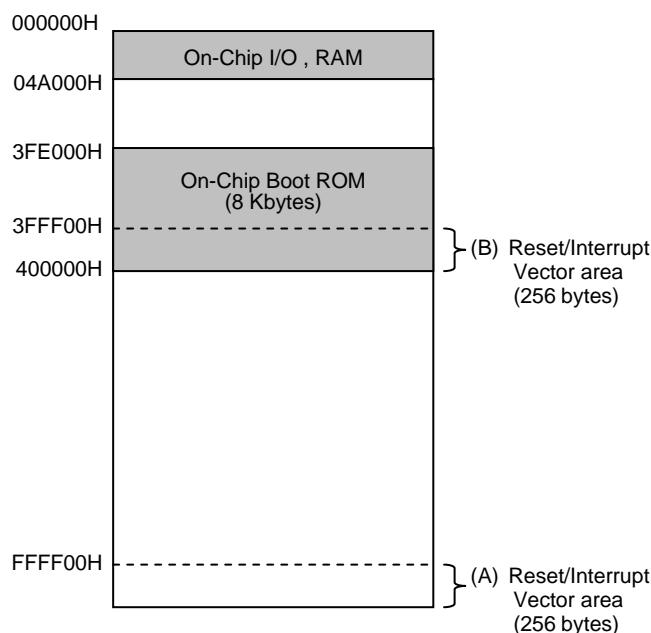 000000H
On-Chip I/O , RAM
04A000H
3FE000H
On-Chip Boot ROM
(8 Kbytes)
3FFF00H
(B) Reset/Interrupt
Vector area
(256 bytes)
400000H
FFFF00H
(A) Reset/Interrupt
Vector area
(256 bytes)